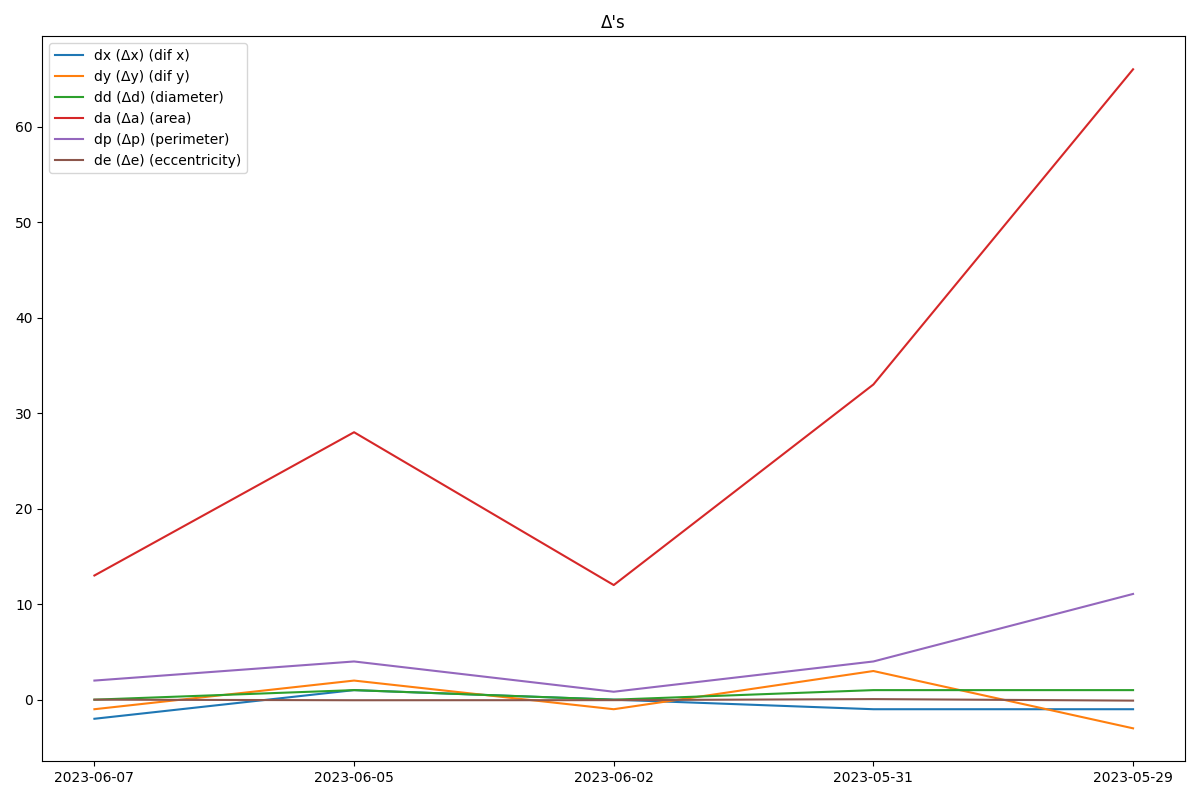 Δ's
dx (Δx) (dif x)
dy (Δy) (dif y)
dd (Δd) (diameter)
da (Δa) (area)
dp (Δp) (perimeter)
de (Δe) (eccentricity)
60
50
40
30
20
10
0
2023-06-07 2023-06-05 2023-06-02 2023-05-31 2023-05-29